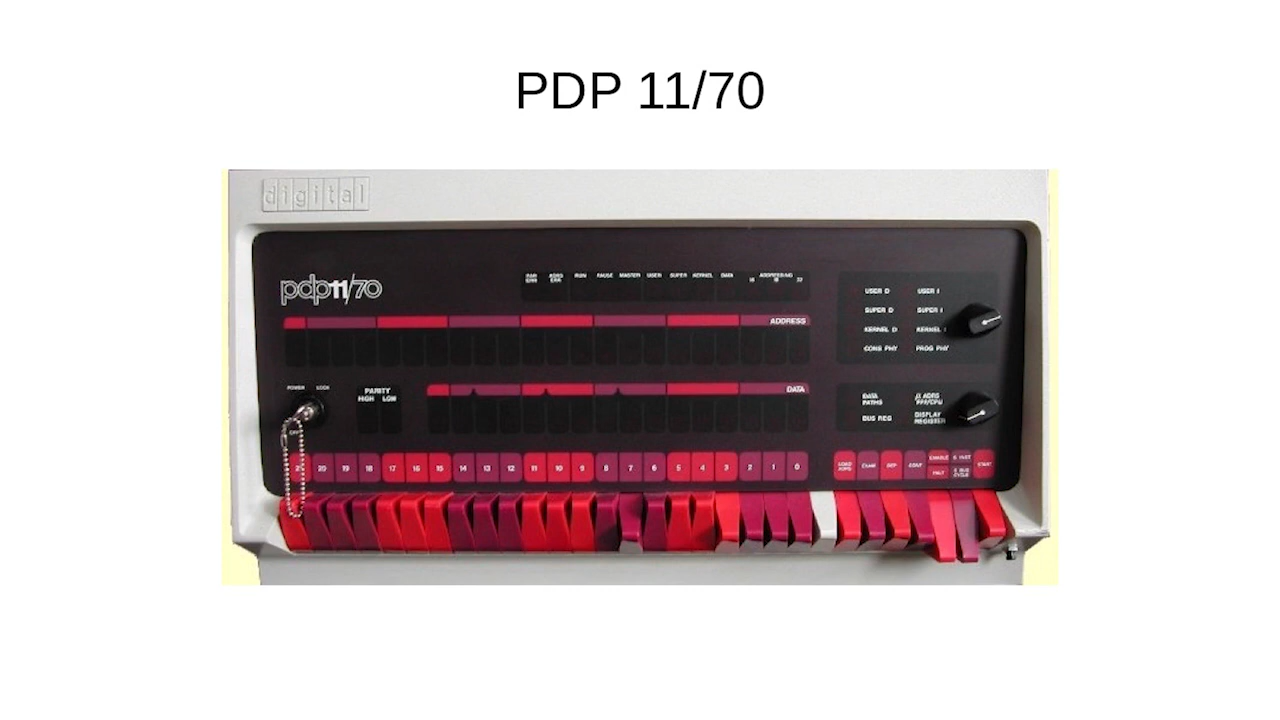 PDP 11/70
digital
pdp11/70
PAR ERR ADRS ERR RUN PAUSE MASTER USER SUPER KERNEL DATA 16 ADDRESSING 18 22
ADDRESS
USER D USER I
SUPER D SUPER I
KERNEL D KERNEL I
CONS PHY PROG PHY
POWER LOCK
PARITY
HIGH LOW
DATA
DATA PATHS
BUS REG
DISPLAY REGISTER
20 19 18 17 16 15 14 13 12 11 10 9 8 7 6 5 4 3 2 1 0
LOAD ADRS EXAM DEP CONT ENABLE HALT S INST S BUS CYCLE START